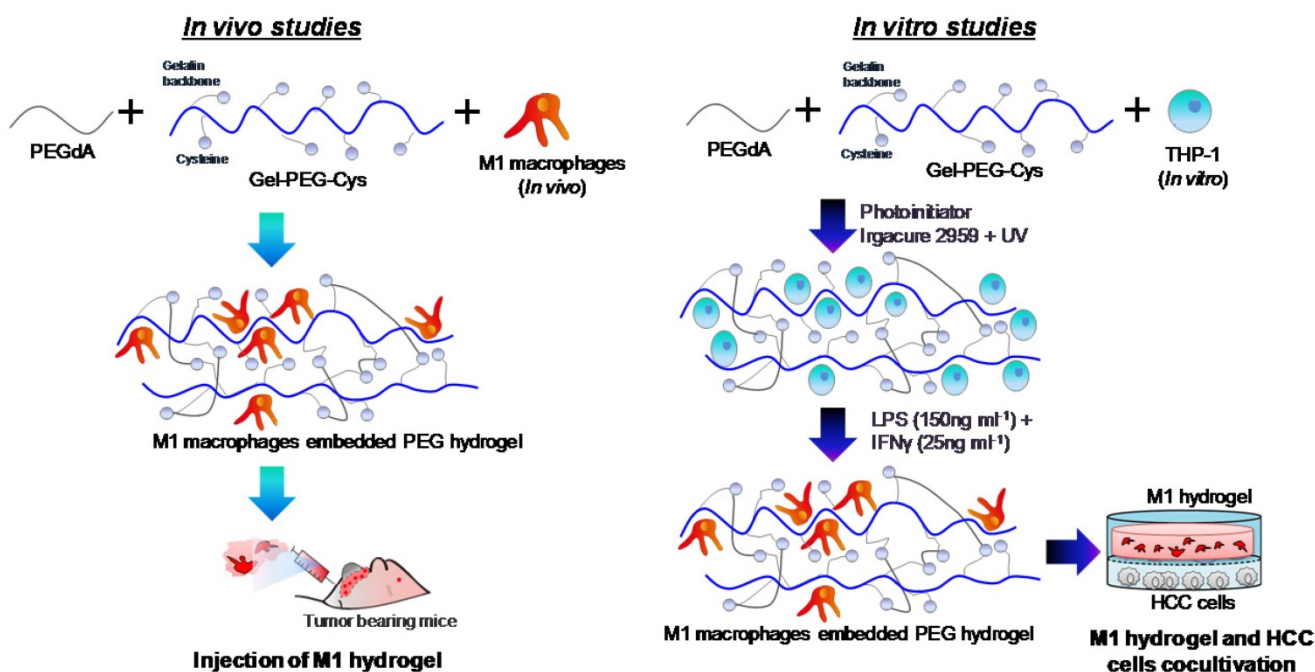 In vivo studies
Gelalin
backbone
PEGdA
Cysteine
Gel-PEG-Cys
M1 macrophages
(In vivo)
M1 macrophages embedded PEG hydrogel
Tumor bearing mice
Injection of M1 hydrogel
In vitro studies
Gelatin
backbone
PEGdA
Cysteine
Gel-PEG-Cys
THP-1
(In vitro)
Photoinitiator
Irgacure 2959 + UV
LPS (150ng ml⁻¹) +
IFNγ (25ng ml⁻¹)
M1 macrophages embedded PEG hydrogel
M1 hydrogel
HCC cells
M1 hydrogel and HCC
cells cocultivation